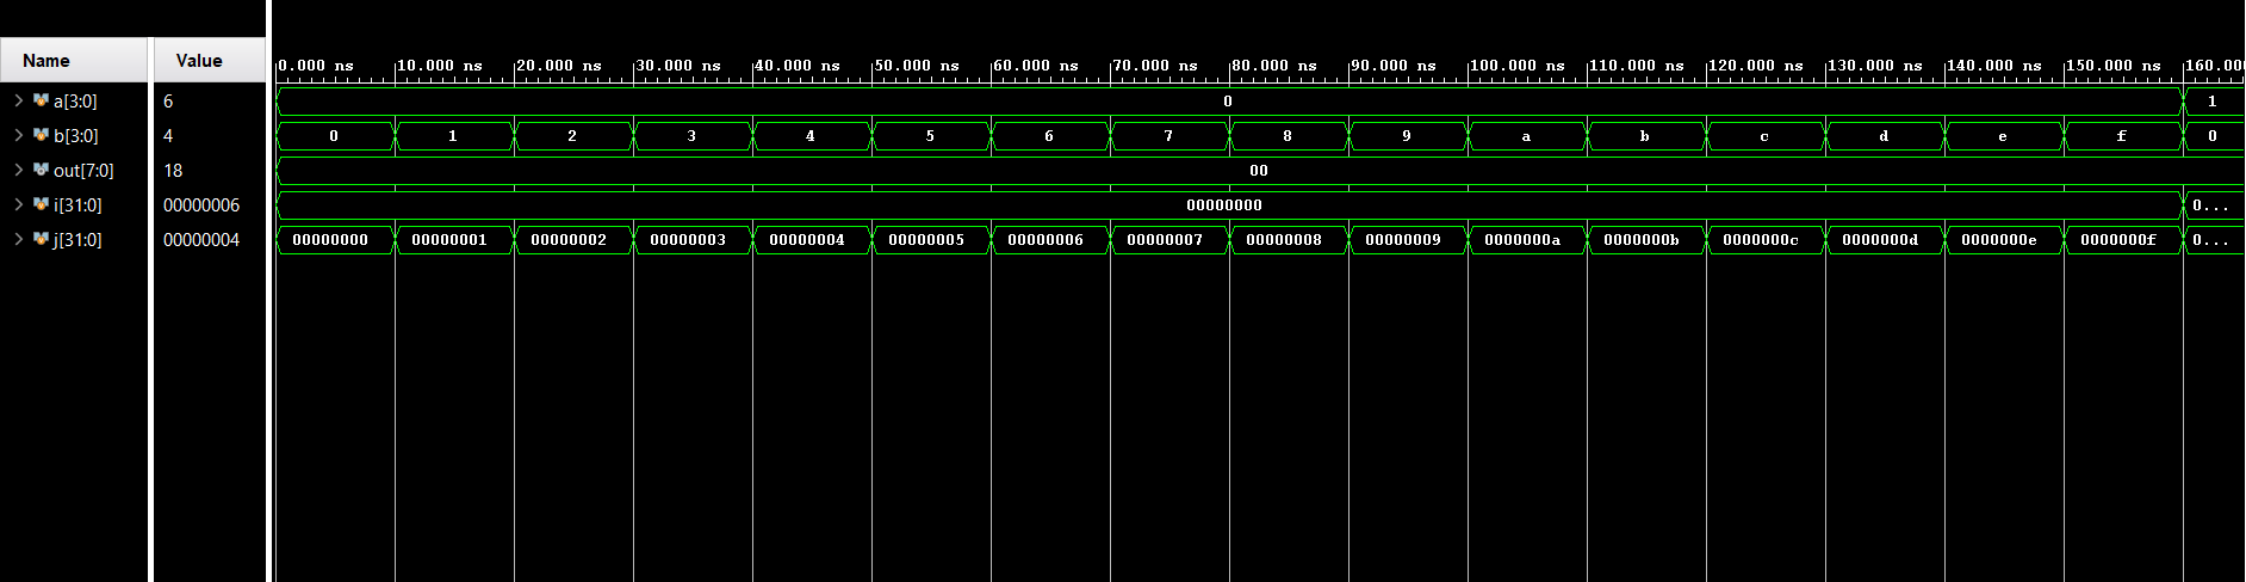 Name Value 0.000 ns 10.000 ns 20.000 ns 30.000 ns 40.000 ns 50.000 ns 60.000 ns 70.000 ns 80.000 ns 90.000 ns 100.000 ns 110.000 ns 120.000 ns 130.000 ns 140.000 ns 150.000 ns 160.00
a[3:0] 6 0 1
b[3:0] 4 0 1 2 3 4 5 6 7 8 9 a b c d e f 0
out[7:0] 18 00
i[31:0] 00000006 00000000 0...
j[31:0] 00000004 00000000 00000001 00000002 00000003 00000004 00000005 00000006 00000007 00000008 00000009 0000000a 0000000b 0000000c 0000000d 0000000e 0000000f 0...